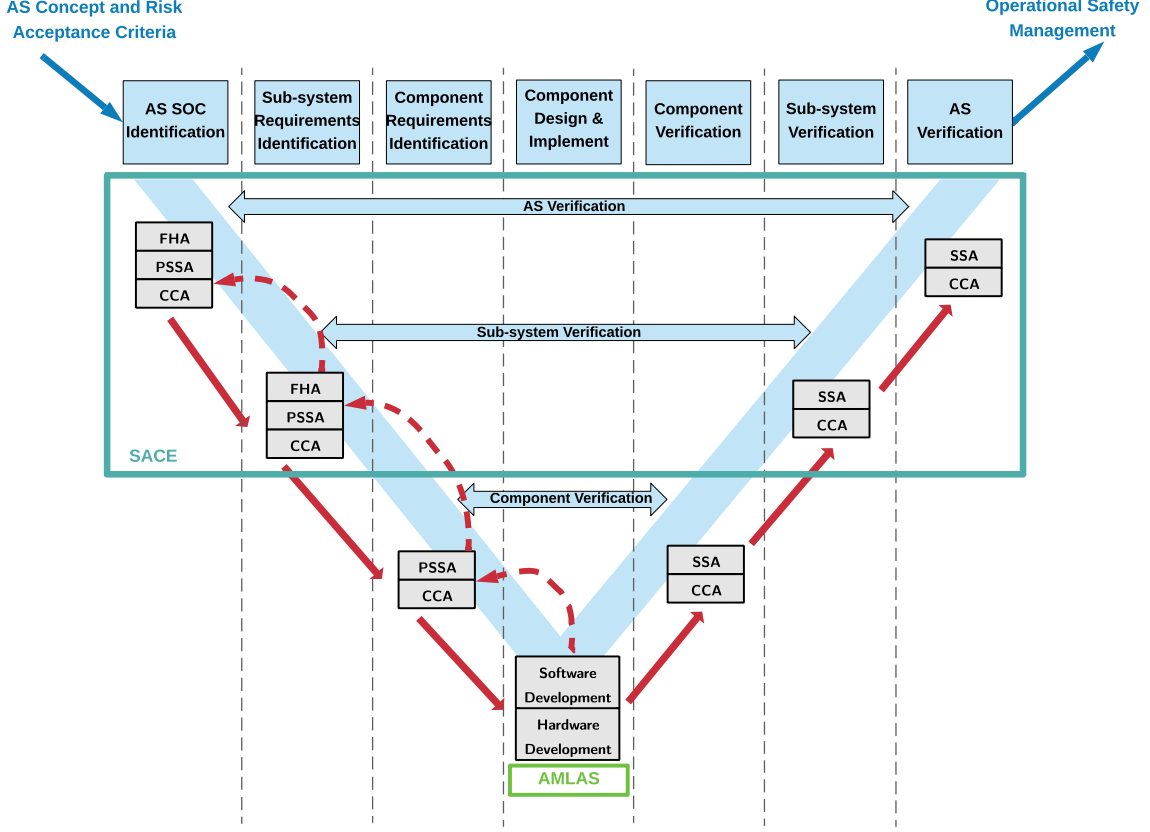 AS Concept and Risk
Acceptance Criteria
Operational Safety
Management
AS SOC
Identification
Sub-system
Requirements
Identification
Component
Requirements
Identification
Component
Design &
Implement
Component
Verification
Sub-system
Verification
AS
Verification
AS Verification
FHA
PSSA
CCA
SSA
CCA
Sub-system Verification
FHA
PSSA
CCA
SSA
CCA
SACE
Component Verification
PSSA
CCA
SSA
CCA
Software
Development
Hardware
Development
AMLAS